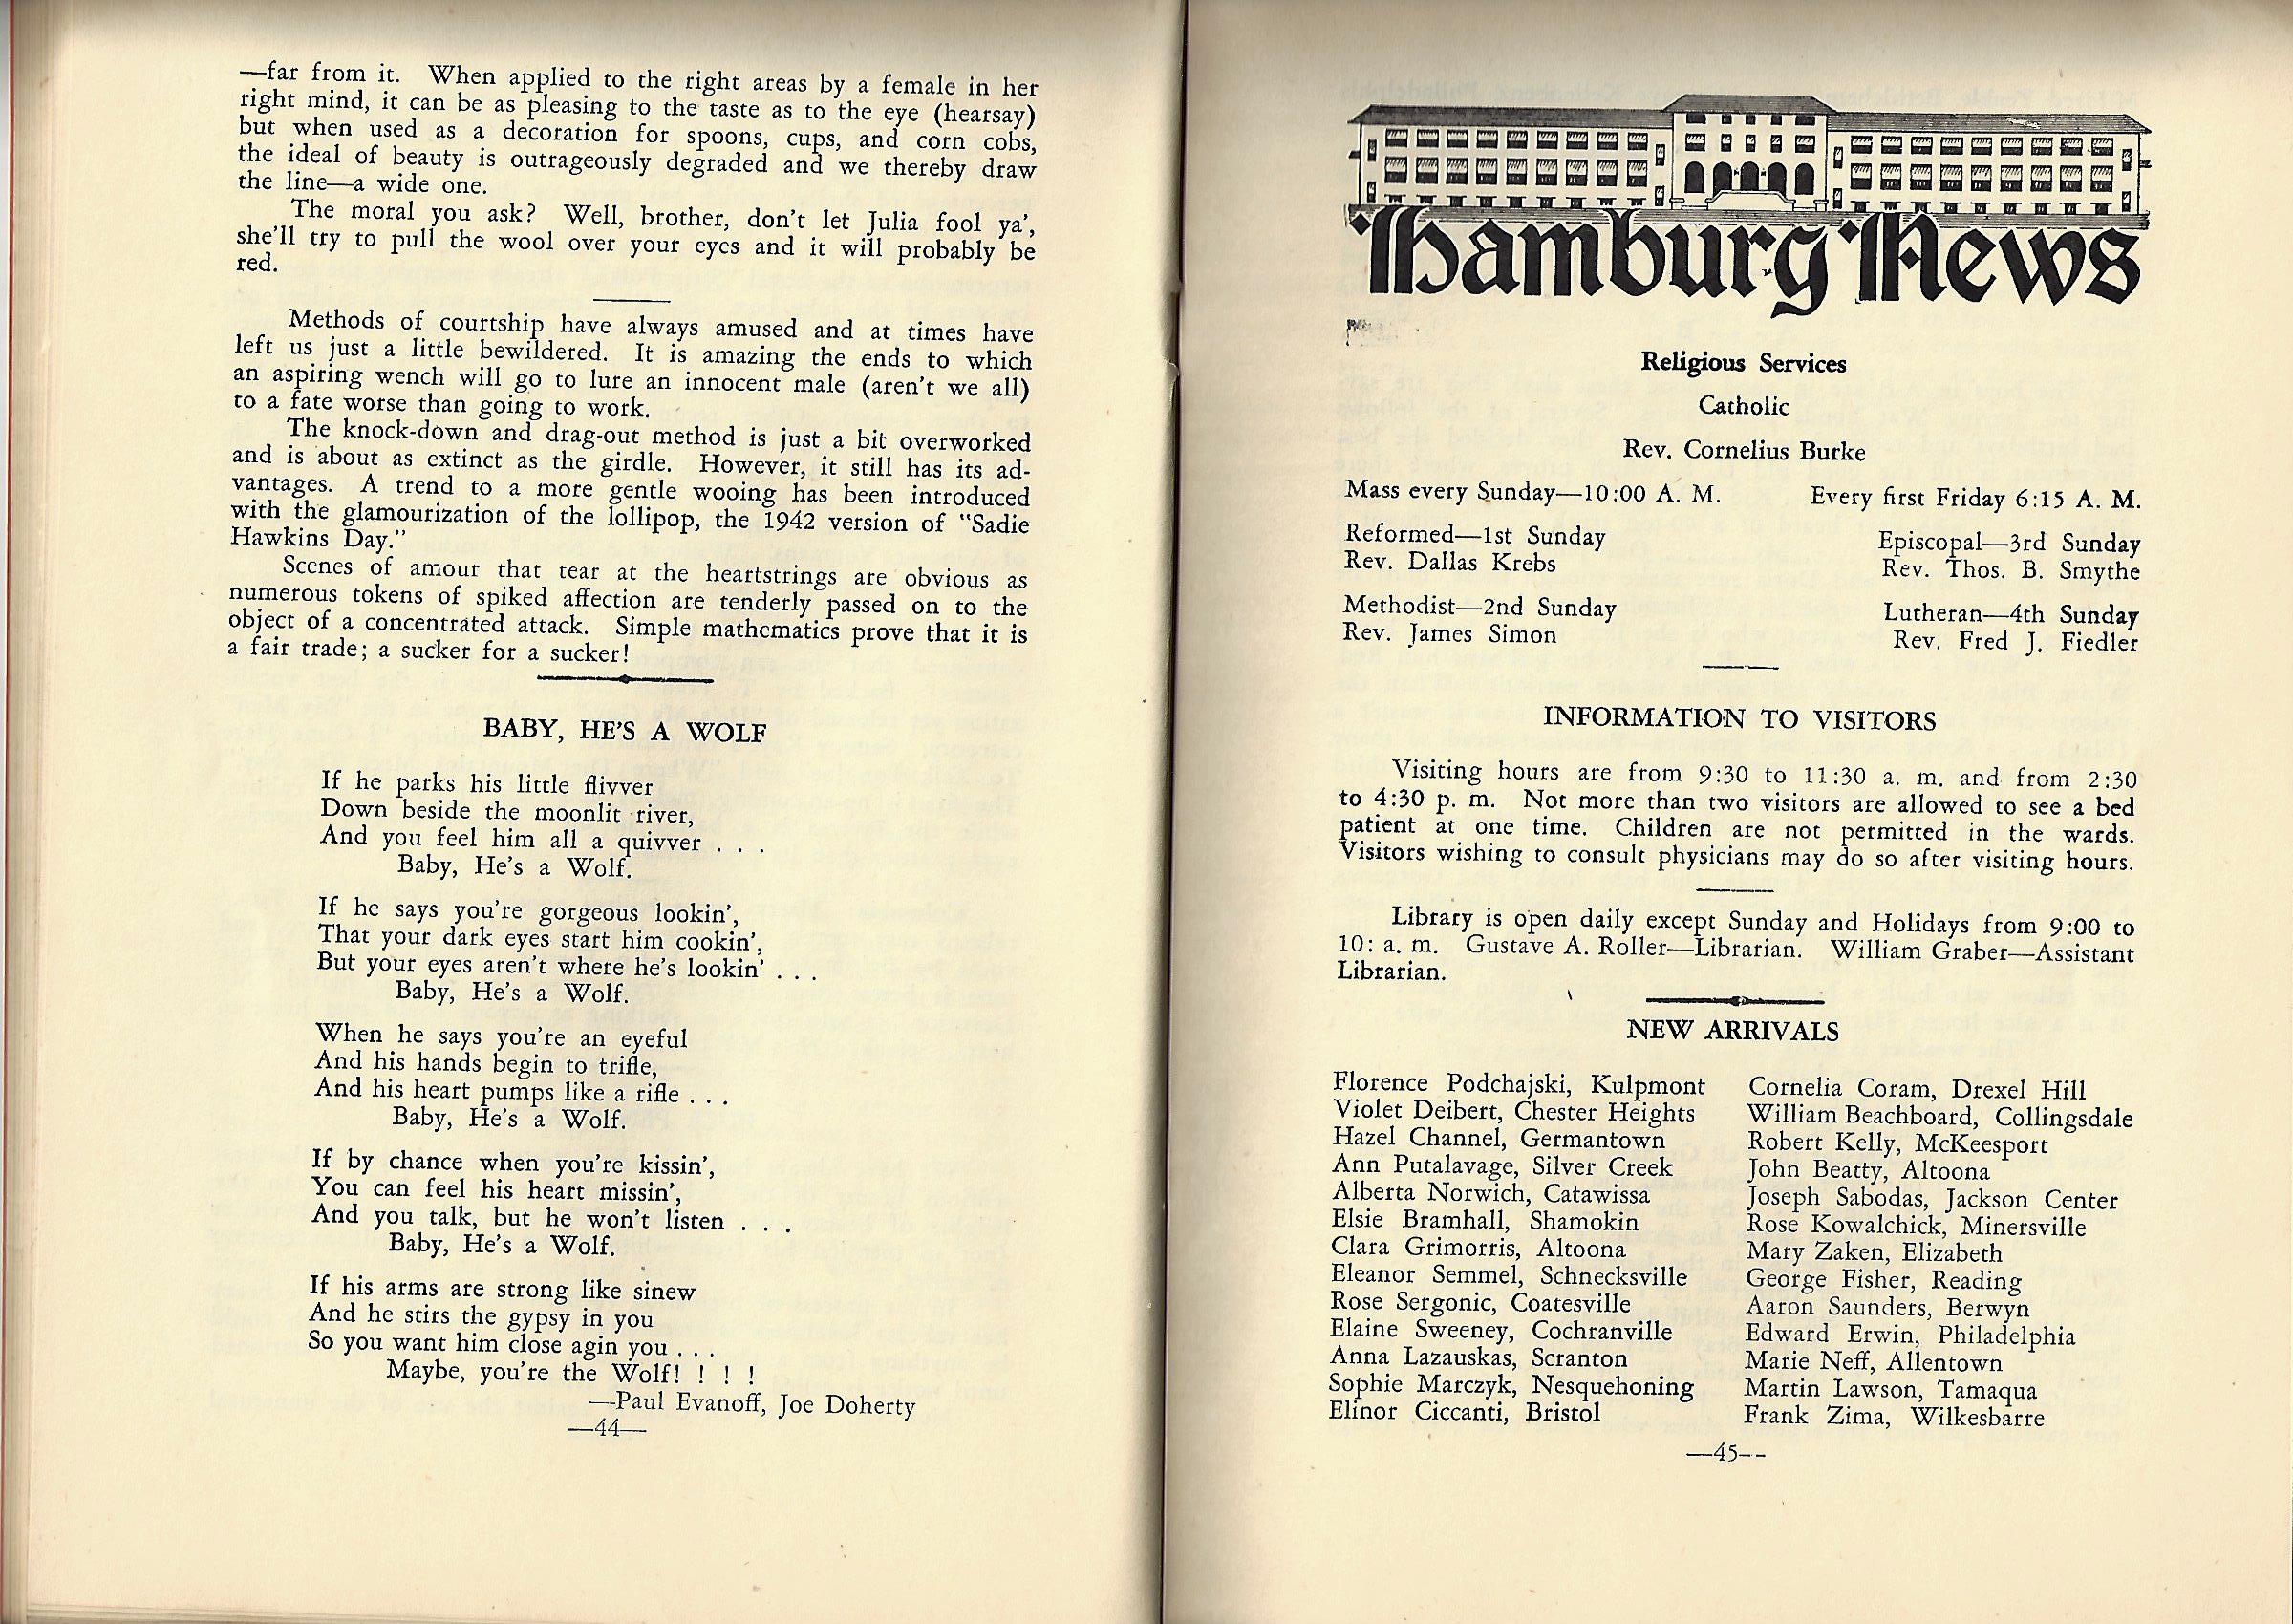 —far from it. When applied to the right areas by a female in her
right mind, it can be as pleasing to the taste as to the eye (hearsay)
but when used as a decoration for spoons, cups, and corn cobs,
the ideal of beauty is outrageously degraded and we thereby draw
the line—a wide one.
The moral you ask? Well, brother, don't let Julia fool ya',
she'll try to pull the wool over your eyes and it will probably be
red.
Methods of courtship have always amused and at times have
left us just a little bewildered. It is amazing the ends to which
an aspiring wench will go to lure an innocent male (aren't we all)
to a fate worse than going to work.
The knock-down and drag-out method is just a bit overworked
and is about as extinct as the girdle. However, it still has its ad-
vantages. A trend to a more gentle wooing has been introduced
with the glamourization of the lollipop, the 1942 version of "Sadie
Hawkins Day."
Scenes of amour that tear at the heartstrings are obvious as
numerous tokens of spiked affection are tenderly passed on to the
object of a concentrated attack. Simple mathematics prove that it is
a fair trade; a sucker for a sucker!
BABY, HE'S A WOLF
If he parks his little flivver
Down beside the moonlit river,
And you feel him all a quivver . . .
Baby, He's a Wolf.
If he says you're gorgeous lookin',
That your dark eyes start him cookin',
But your eyes aren't where he's lookin' . . .
Baby, He's a Wolf.
When he says you're an eyeful
And his hands begin to trifle,
And his heart pumps like a rifle . . .
Baby, He's a Wolf.
If by chance when you're kissin',
You can feel his heart missin',
And you talk, but he won't listen . . .
Baby, He's a Wolf.
If his arms are strong like sinew
And he stirs the gypsy in you
So you want him close agin you . . .
Maybe, you're the Wolf! ! ! !
—Paul Evanoff, Joe Doherty
—44—
Hamburg News
Religious Services
Catholic
Rev. Cornelius Burke
Mass every Sunday—10:00 A. M. Every first Friday 6:15 A. M.
Reformed—1st Sunday Episcopal—3rd Sunday
Rev. Dallas Krebs Rev. Thos. B. Smythe
Methodist—2nd Sunday Lutheran—4th Sunday
Rev. James Simon Rev. Fred J. Fiedler
INFORMATION TO VISITORS
Visiting hours are from 9:30 to 11:30 a. m. and from 2:30
to 4:30 p. m. Not more than two visitors are allowed to see a bed
patient at one time. Children are not permitted in the wards.
Visitors wishing to consult physicians may do so after visiting hours.
Library is open daily except Sunday and Holidays from 9:00 to
10: a. m. Gustave A. Roller—Librarian. William Graber—Assistant
Librarian.
NEW ARRIVALS
Florence Podchajski, Kulpmont
Violet Deibert, Chester Heights
Hazel Channel, Germantown
Ann Putalavage, Silver Creek
Alberta Norwich, Catawissa
Elsie Bramhall, Shamokin
Clara Grimorris, Altoona
Eleanor Semmel, Schnecksville
Rose Sergonic, Coatesville
Elaine Sweeney, Cochranville
Anna Lazauskas, Scranton
Sophie Marczyk, Nesquehoning
Elinor Ciccanti, Bristol
Cornelia Coram, Drexel Hill
William Beachboard, Collingsdale
Robert Kelly, McKeesport
John Beatty, Altoona
Joseph Sabodas, Jackson Center
Rose Kowalchick, Minersville
Mary Zaken, Elizabeth
George Fisher, Reading
Aaron Saunders, Berwyn
Edward Erwin, Philadelphia
Marie Neff, Allentown
Martin Lawson, Tamaqua
Frank Zima, Wilkesbarre
—45--